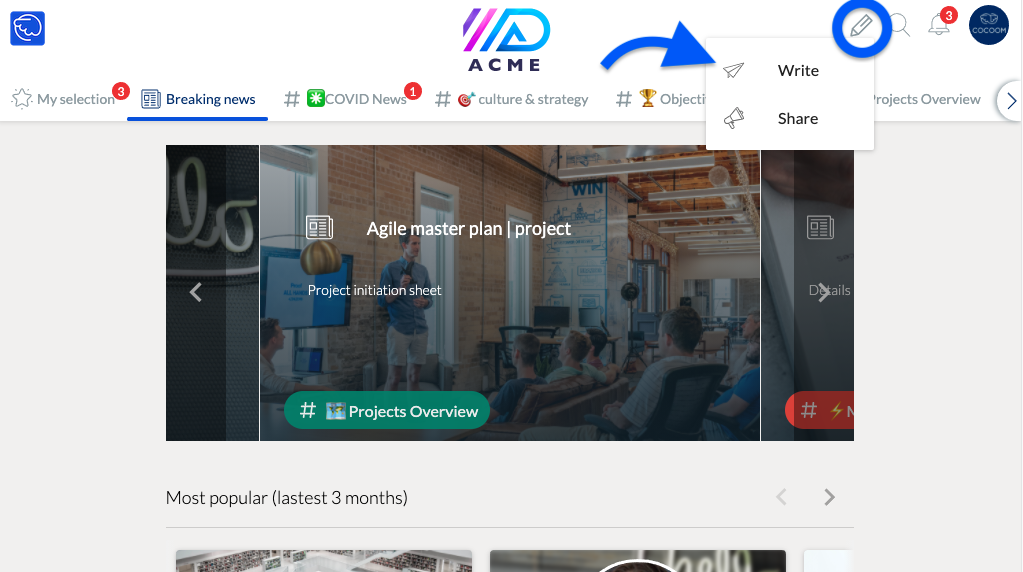 3
COCOOM
ACME
Write
Share
My selection
3
Breaking news
# COVID News
1
# culture & strategy
# Objecti
Projects Overview
WIN
Agile master plan | project
Project initiation sheet
Details
# Projects Overview
# M
Most popular (lastest 3 months)